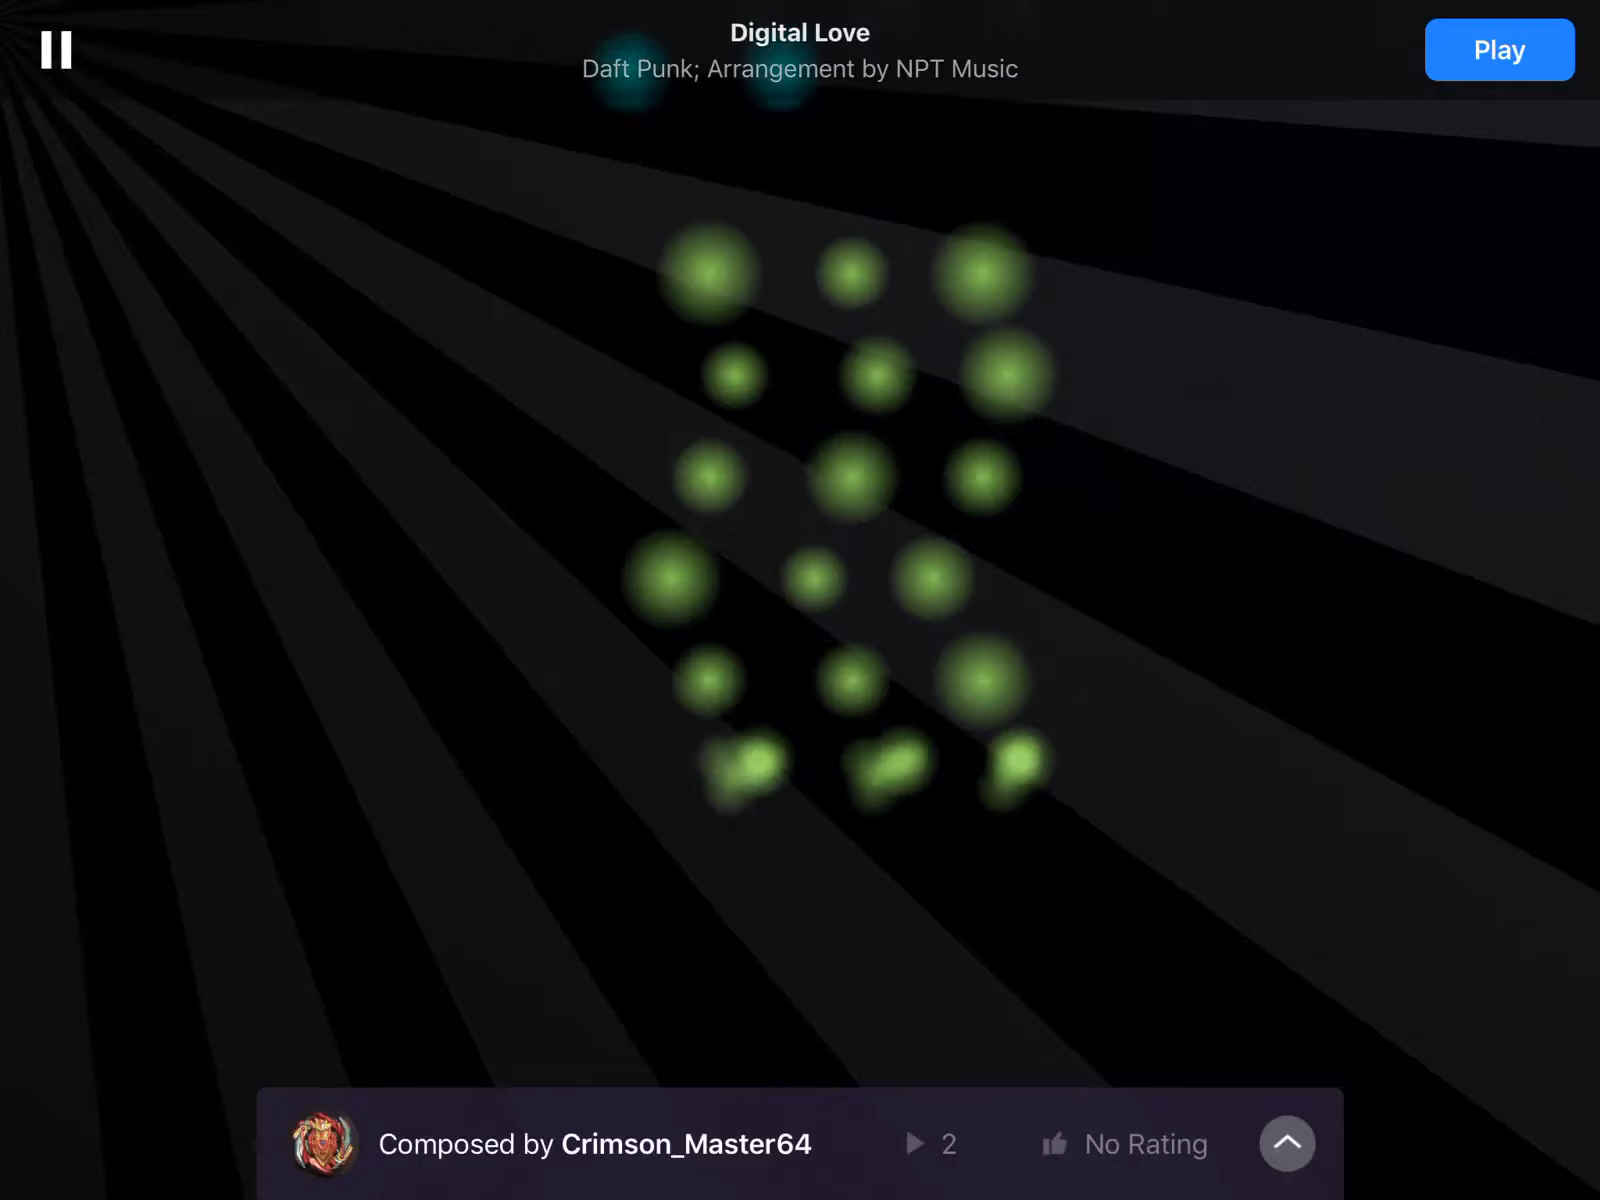 Digital Love
Daft Punk; Arrangement by NPT Music
Play
Composed by Crimson_Master64
2
No Rating